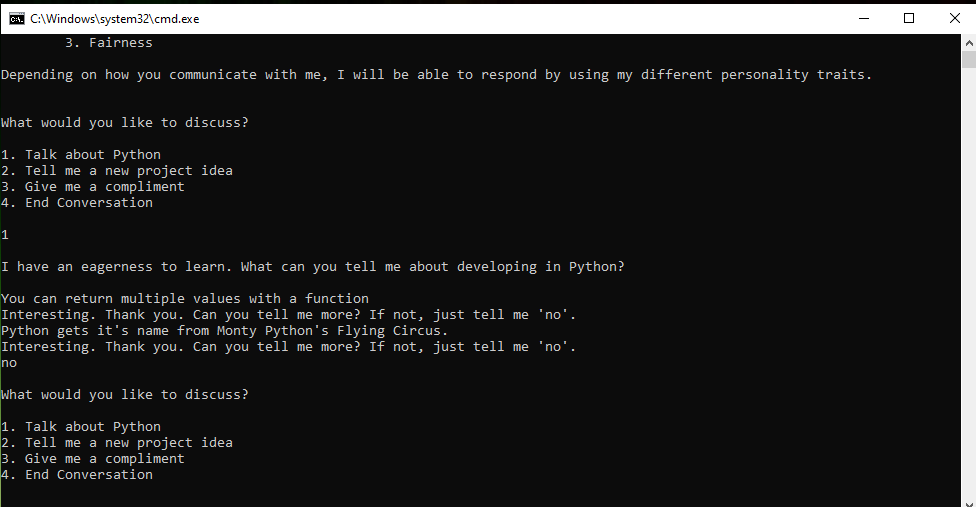 C:\Windows\system32\cmd.exe
3. Fairness
Depending on how you communicate with me, I will be able to respond by using my different personality traits.
What would you like to discuss?
1. Talk about Python
2. Tell me a new project idea
3. Give me a compliment
4. End Conversation
1
I have an eagerness to learn. What can you tell me about developing in Python?
You can return multiple values with a function
Interesting. Thank you. Can you tell me more? If not, just tell me 'no'.
Python gets it's name from Monty Python's Flying Circus.
Interesting. Thank you. Can you tell me more? If not, just tell me 'no'.
no
What would you like to discuss?
1. Talk about Python
2. Tell me a new project idea
3. Give me a compliment
4. End Conversation